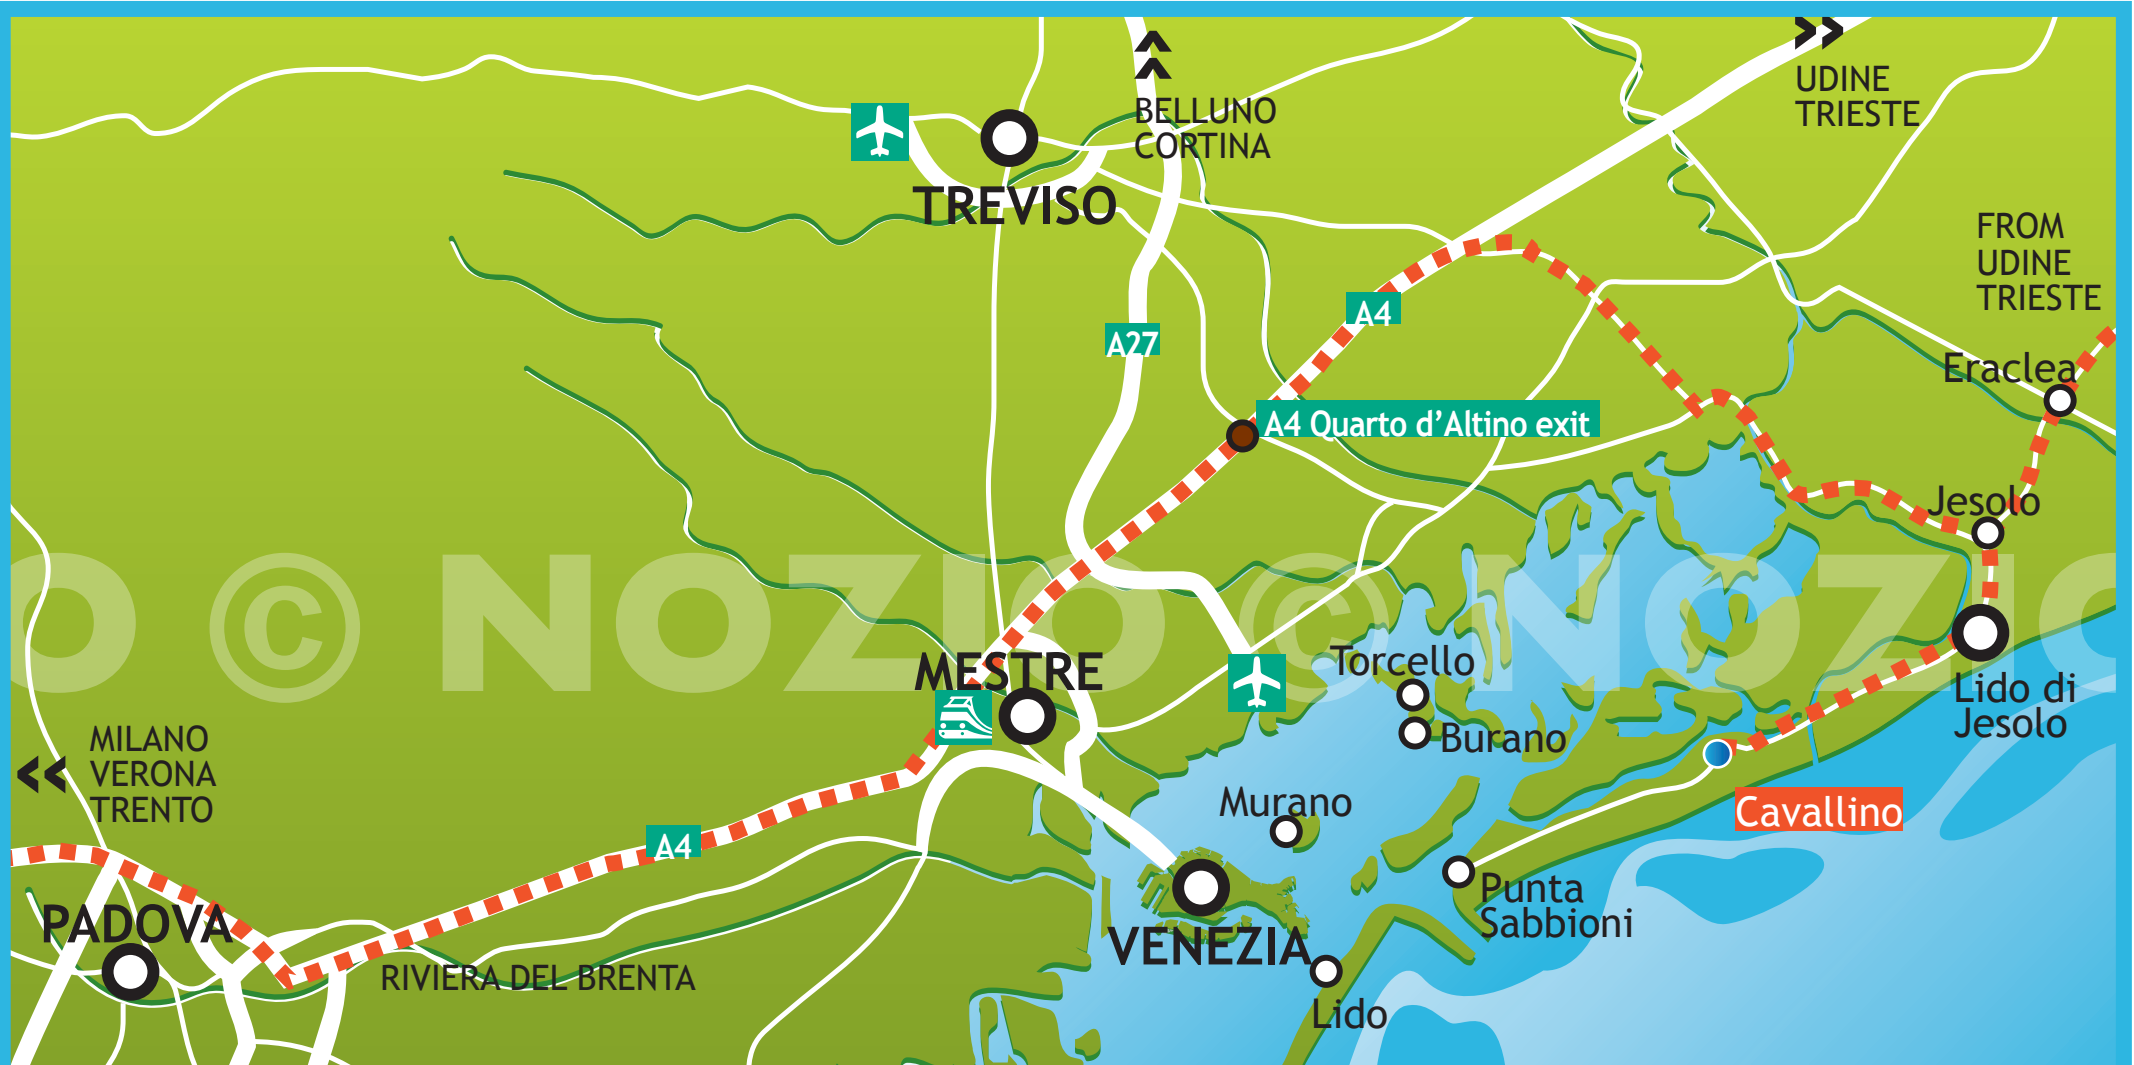 UDINE
TRIESTE
BELLUNO
CORTINA
TREVISO
FROM
UDINE
TRIESTE
A4
A27
Eraclea
A4 Quarto d'Altino exit
Jesolo
O © NOZIO © NOZIO
MESTRE
Torcello
Lido di
Jesolo
Burano
MILANO
VERONA
TRENTO
Murano
Cavallino
A4
Punta
Sabbioni
PADOVA
VENEZIA
RIVIERA DEL BRENTA
Lido